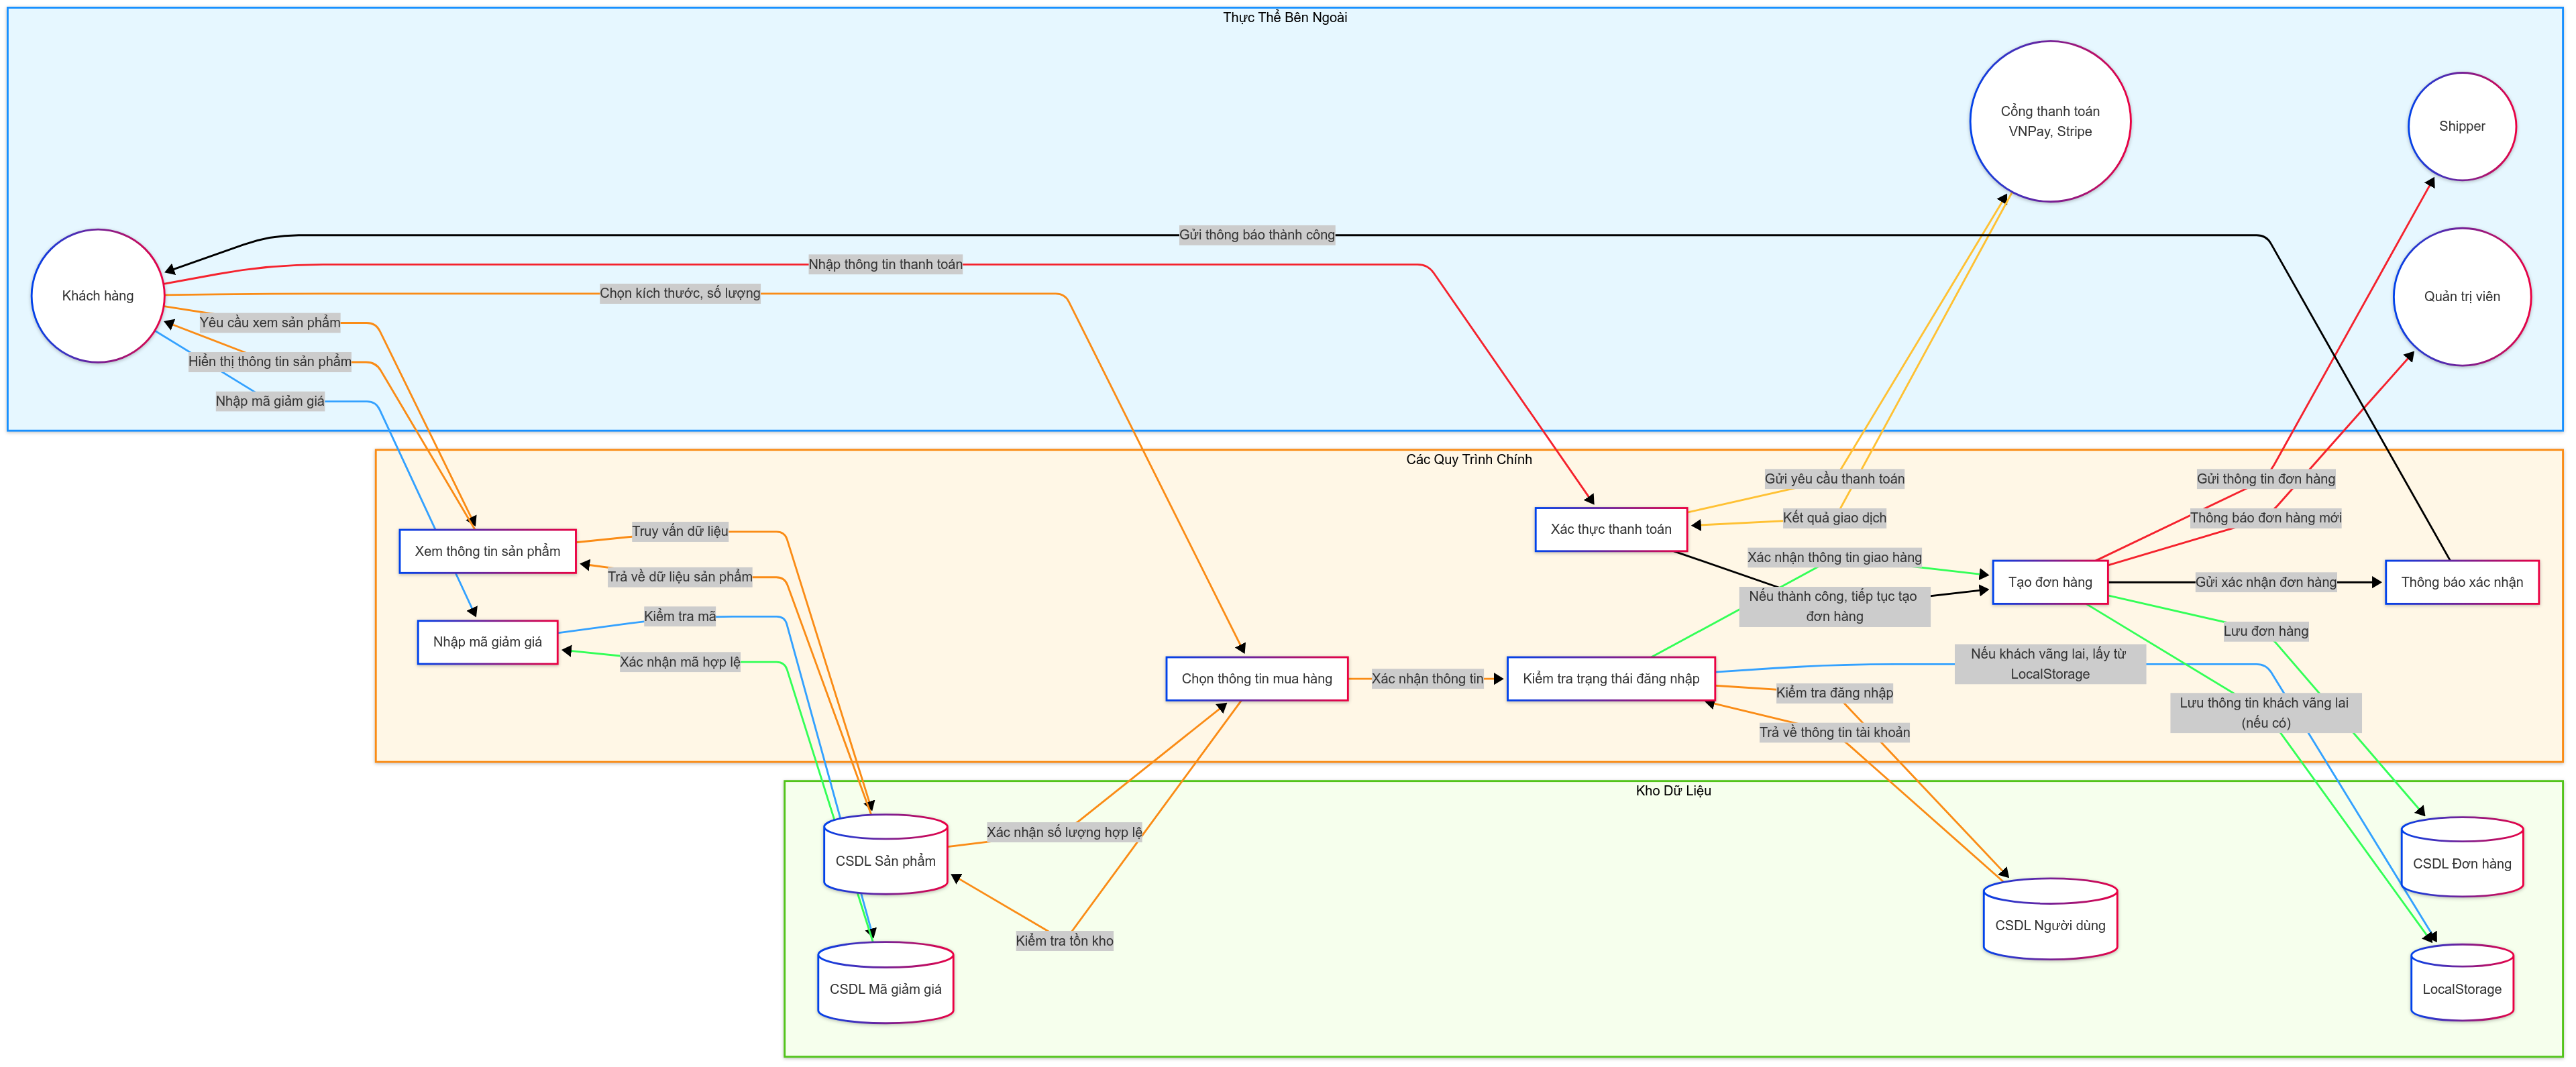 Thực Thể Bên Ngoài
Cổng thanh toán
VNPay, Stripe
Shipper
Gửi thông báo thành công
Nhập thông tin thanh toán
Chọn kích thước, số lượng
Khách hàng
Quản trị viên
Yêu cầu xem sản phẩm
Hiển thị thông tin sản phẩm
Nhập mã giảm giá
Các Quy Trình Chính
Gửi yêu cầu thanh toán
Gửi thông tin đơn hàng
Kết quả giao dịch
Thông báo đơn hàng mới
Xác thực thanh toán
Truy vấn dữ liệu
Xem thông tin sản phẩm
Xác nhận thông tin giao hàng
Trả về dữ liệu sản phẩm
Tạo đơn hàng
Gửi xác nhận đơn hàng
Thông báo xác nhận
Nếu thành công, tiếp tục tạo
đơn hàng
Kiểm tra mã
Lưu đơn hàng
Nhập mã giảm giá
Xác nhận mã hợp lệ
Nếu khách vãng lai, lấy từ
LocalStorage
Chọn thông tin mua hàng
Xác nhận thông tin
Kiểm tra trạng thái đăng nhập
Kiểm tra đăng nhập
Lưu thông tin khách vãng lai
(nếu có)
Trả về thông tin tài khoản
Kho Dữ Liệu
Xác nhận số lượng hợp lệ
CSDL Sản phẩm
CSDL Đơn hàng
CSDL Người dùng
Kiểm tra tồn kho
CSDL Mã giảm giá
LocalStorage